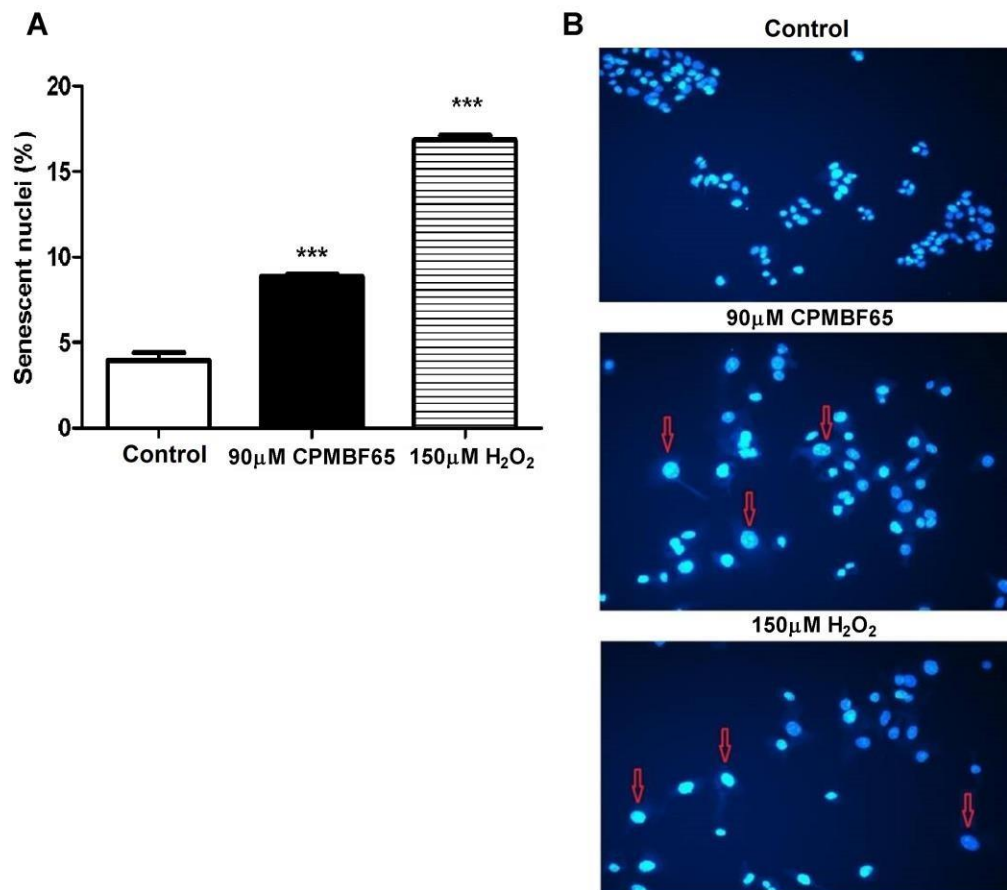 A
Senescent nuclei (%)
20
15
10
5
0
***
***
Control
90μM CPMBF65
150μM H₂O₂
B
Control
90μM CPMBF65
150μM H₂O₂